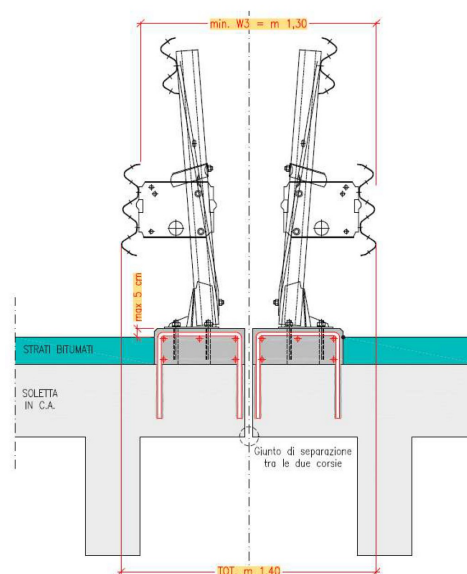 min. W3 = m 1,30
max 5 cm
STRATI BITUMATI
SOLETTA
IN C.A.
Giunto di separazione
tra le due corsie
TOT. m 1,40